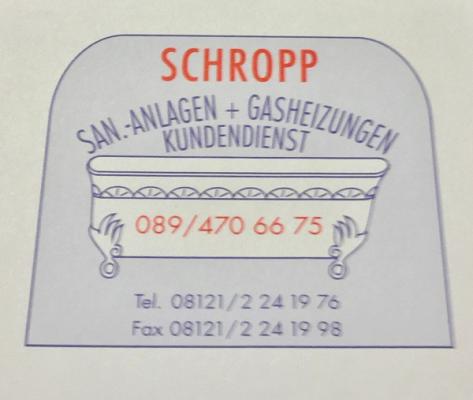 SCHROPP
SAN.-ANLAGEN + GASHEIZUNGEN
KUNDENDIENST
089/470 66 75
Tel. 08121/2 24 19 76
Fax 08121/2 24 19 98